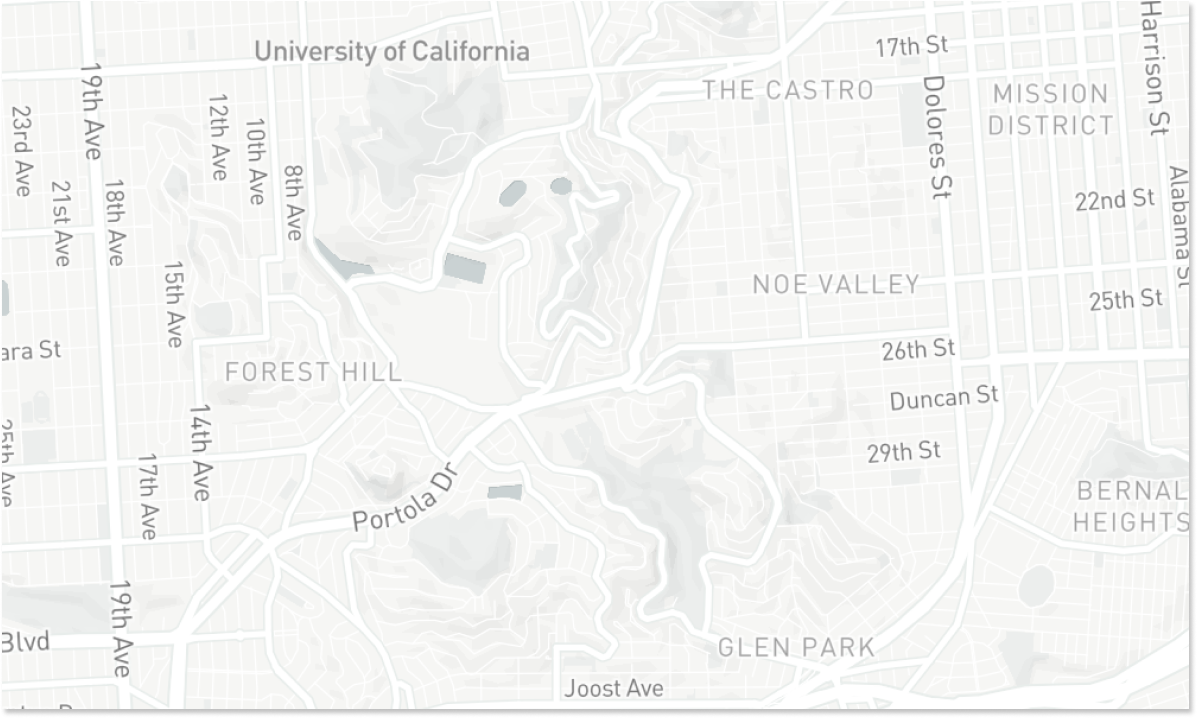 17th St
University of California
THE CASTRO
MISSION
DISTRICT
Harrison St
19th Ave
12th Ave
10th Ave
23rd Ave
Dolores St
8th Ave
21st Ave
18th Ave
22nd St
Alabama St
15th Ave
NOE VALLEY
25th St
ara St
26th St
FOREST HILL
Duncan St
14th Ave
25th Ave
17th Ave
29th St
Portola Dr
BERNAL
HEIGHTS
19th Ave
Blvd
GLEN PARK
Joost Ave